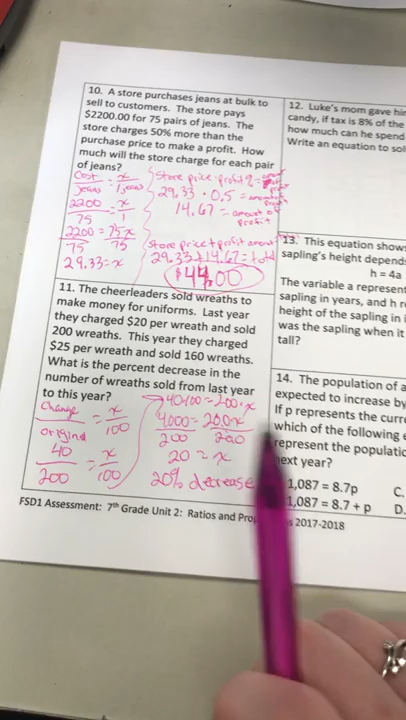 10. A store purchases jeans at bulk to
sell to customers. The store pays
$2200.00 for 75 pairs of jeans. The
store charges 50% more than the
purchase price to make a profit. How
much will the store charge for each pair
of jeans?
Cost = x
jeans 1 jeans
2200 = x
75 1
2200 = 75x
75 75
29.33 = x
Store price · profit % =
29.33 · 0.5 = amount
14.67 = amount of
profit
Store price + profit amount
29.33 + 14.67 = total
$44.00
11. The cheerleaders sold wreaths to
make money for uniforms. Last year
they charged $20 per wreath and sold
200 wreaths. This year they charged
$25 per wreath and sold 160 wreaths.
What is the percent decrease in the
number of wreaths sold from last year
to this year?
Change = x
original 100
40 = x
200 100
40·100 = 200·x
4000 = 200x
200 200
20 = x
20% decrease
12. Luke's mom gave hi
candy, if tax is 8% of the
how much can he spend
Write an equation to sol
13. This equation shows
sapling's height depend
h = 4a
The variable a represent
sapling in years, and h r
height of the sapling in i
was the sapling when it
tall?
14. The population of a
expected to increase by
If p represents the curre
which of the following e
represent the populatio
next year?
1,087 = 8.7p C.
1,087 = 8.7 + p D.
FSD1 Assessment: 7th Grade Unit 2: Ratios and Pro s 2017-2018